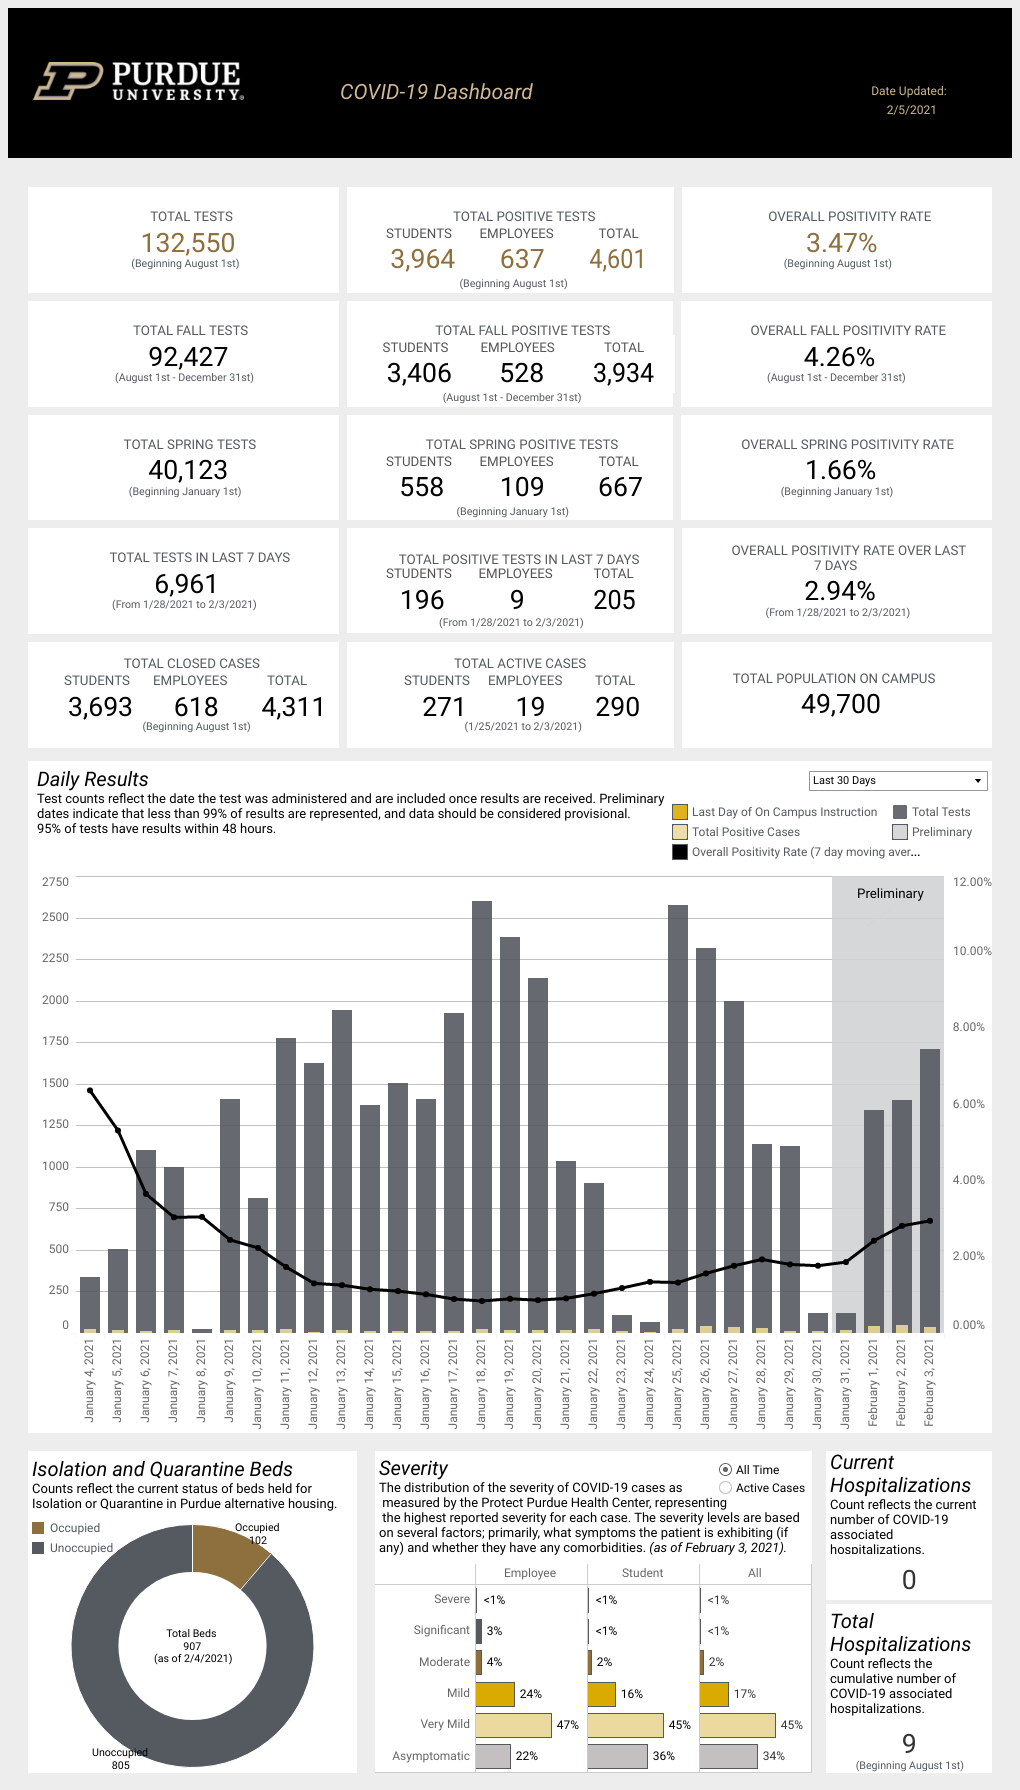 PURDUE
UNIVERSITY®
COVID-19 Dashboard
Date Updated:
2/5/2021
TOTAL TESTS
132,550
(Beginning August 1st)
TOTAL POSITIVE TESTS
STUDENTS EMPLOYEES TOTAL
3,964 637 4,601
(Beginning August 1st)
OVERALL POSITIVITY RATE
3.47%
(Beginning August 1st)
TOTAL FALL TESTS
92,427
(August 1st - December 31st)
TOTAL FALL POSITIVE TESTS
STUDENTS EMPLOYEES TOTAL
3,406 528 3,934
(August 1st - December 31st)
OVERALL FALL POSITIVITY RATE
4.26%
(August 1st - December 31st)
TOTAL SPRING TESTS
40,123
(Beginning January 1st)
TOTAL SPRING POSITIVE TESTS
STUDENTS EMPLOYEES TOTAL
558 109 667
(Beginning January 1st)
OVERALL SPRING POSITIVITY RATE
1.66%
(Beginning January 1st)
TOTAL TESTS IN LAST 7 DAYS
6,961
(From 1/28/2021 to 2/3/2021)
TOTAL POSITIVE TESTS IN LAST 7 DAYS
STUDENTS EMPLOYEES TOTAL
196 9 205
(From 1/28/2021 to 2/3/2021)
OVERALL POSITIVITY RATE OVER LAST
7 DAYS
2.94%
(From 1/28/2021 to 2/3/2021)
TOTAL CLOSED CASES
STUDENTS EMPLOYEES TOTAL
3,693 618 4,311
(Beginning August 1st)
TOTAL ACTIVE CASES
STUDENTS EMPLOYEES TOTAL
271 19 290
(1/25/2021 to 2/3/2021)
TOTAL POPULATION ON CAMPUS
49,700
Daily Results
Test counts reflect the date the test was administered and are included once results are received. Preliminary
dates indicate that less than 99% of results are represented, and data should be considered provisional.
95% of tests have results within 48 hours.
Last 30 Days
Last Day of On Campus Instruction
Total Tests
Total Positive Cases
Preliminary
Overall Positivity Rate (7 day moving aver...
Preliminary
2750
2500
2250
2000
1750
1500
1250
1000
750
500
250
0
12.00%
10.00%
8.00%
6.00%
4.00%
2.00%
0.00%
January 4, 2021
January 5, 2021
January 6, 2021
January 7, 2021
January 8, 2021
January 9, 2021
January 10, 2021
January 11, 2021
January 12, 2021
January 13, 2021
January 14, 2021
January 15, 2021
January 16, 2021
January 17, 2021
January 18, 2021
January 19, 2021
January 20, 2021
January 21, 2021
January 22, 2021
January 23, 2021
January 24, 2021
January 25, 2021
January 26, 2021
January 27, 2021
January 28, 2021
January 29, 2021
January 30, 2021
January 31, 2021
February 1, 2021
February 2, 2021
February 3, 2021
Isolation and Quarantine Beds
Counts reflect the current status of beds held for
Isolation or Quarantine in Purdue alternative housing.
Occupied
Unoccupied
Occupied
102
Total Beds
907
(as of 2/4/2021)
Unoccupied
805
Severity
All Time
Active Cases
The distribution of the severity of COVID-19 cases as
measured by the Protect Purdue Health Center, representing
the highest reported severity for each case. The severity levels are based
on several factors; primarily, what symptoms the patient is exhibiting (if
any) and whether they have any comorbidities. (as of February 3, 2021).
Employee Student All
Severe <1% <1% <1%
Significant 3% <1% <1%
Moderate 4% 2% 2%
Mild 24% 16% 17%
Very Mild 47% 45% 45%
Asymptomatic 22% 36% 34%
Current
Hospitalizations
Count reflects the current
number of COVID-19
associated
hospitalizations.
0
Total
Hospitalizations
Count reflects the
cumulative number of
COVID-19 associated
hospitalizations.
9
(Beginning August 1st)